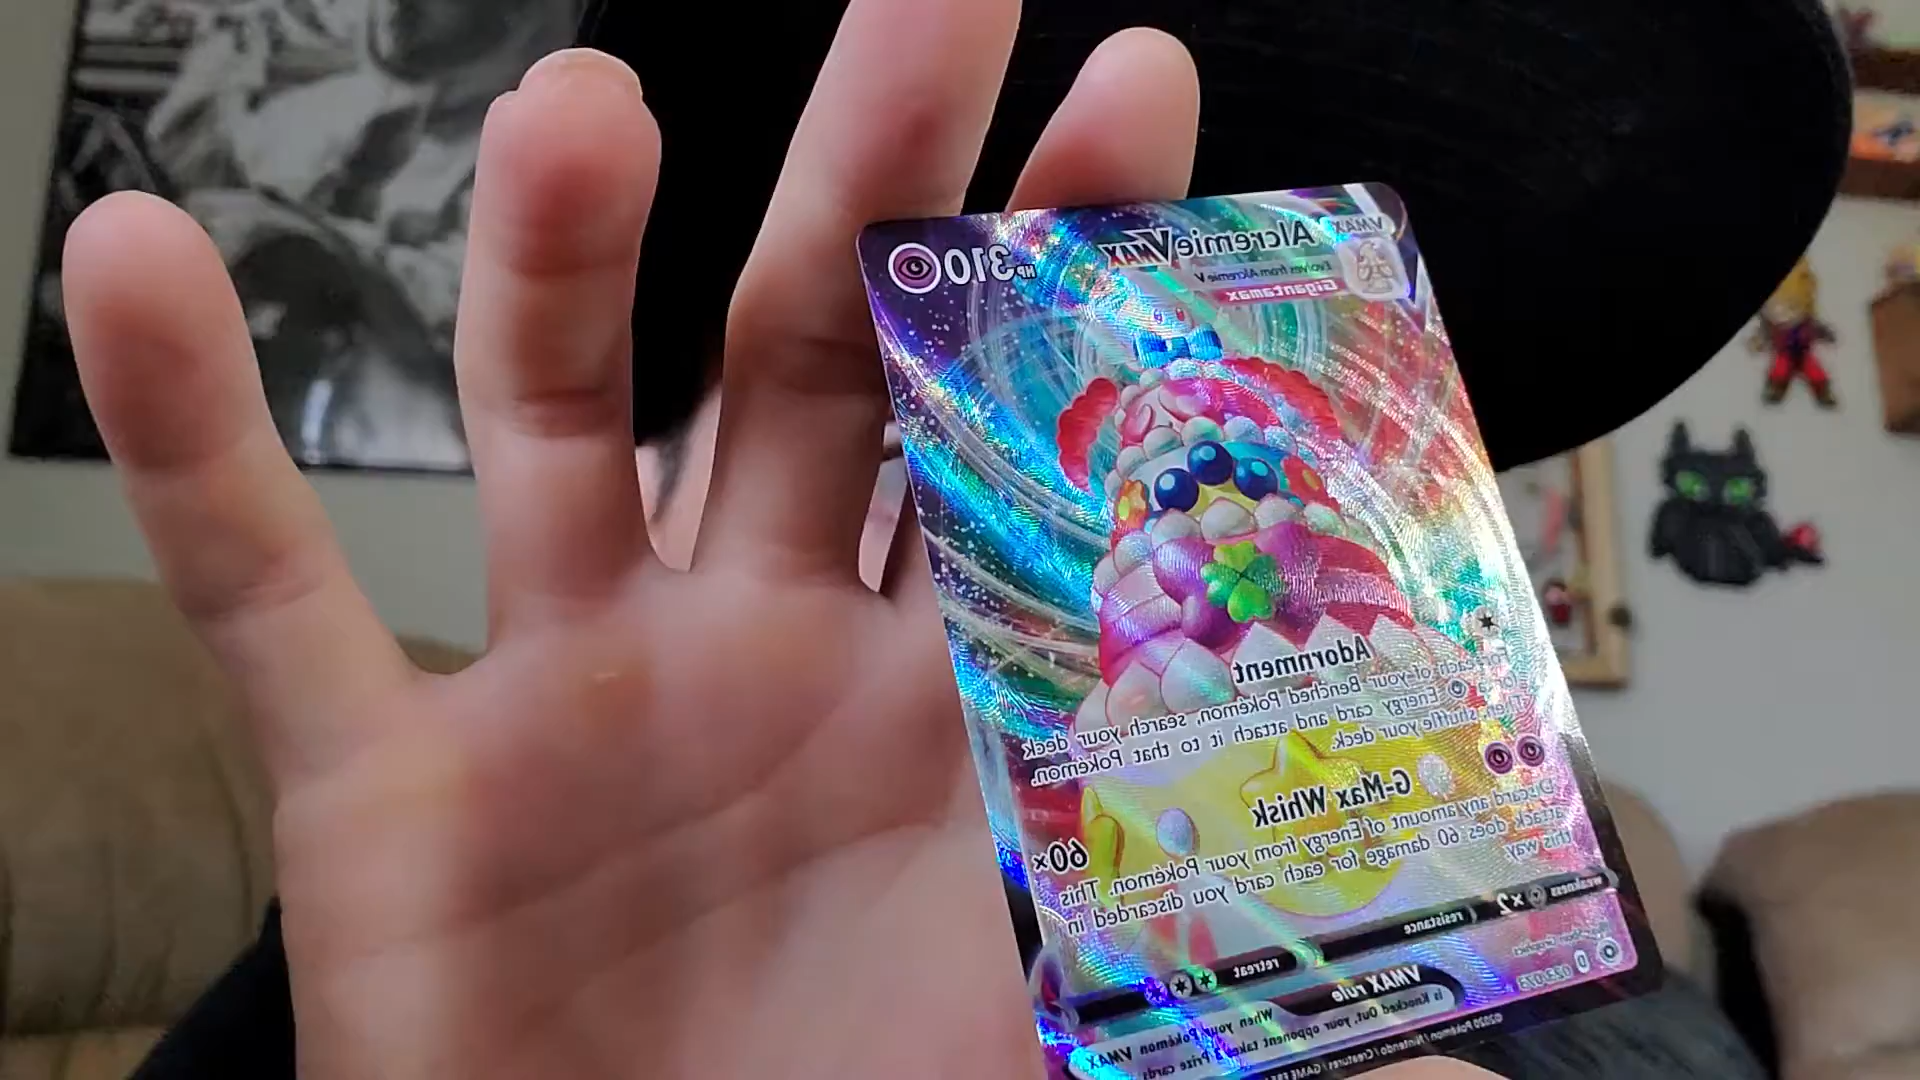 VMAX
Alcremie VMAX
HP 310
Evolves from Alcremie V
Gigantamax
Adornment
For each of your Benched Pokémon, search your deck
Energy card and attach it to that Pokémon.
Then, shuffle your deck.
G-Max Whisk
60×
Discard any amount of Energy from your Pokémon. This
attack does 60 damage for each card you discarded in
this way.
weakness ×2
resistance
retreat
D 023/073
VMAX rule
When your Pokémon VMAX
is Knocked Out, your opponent takes 3 Prize cards
©2020 Pokémon / Nintendo / Creatures / GAME FREAK